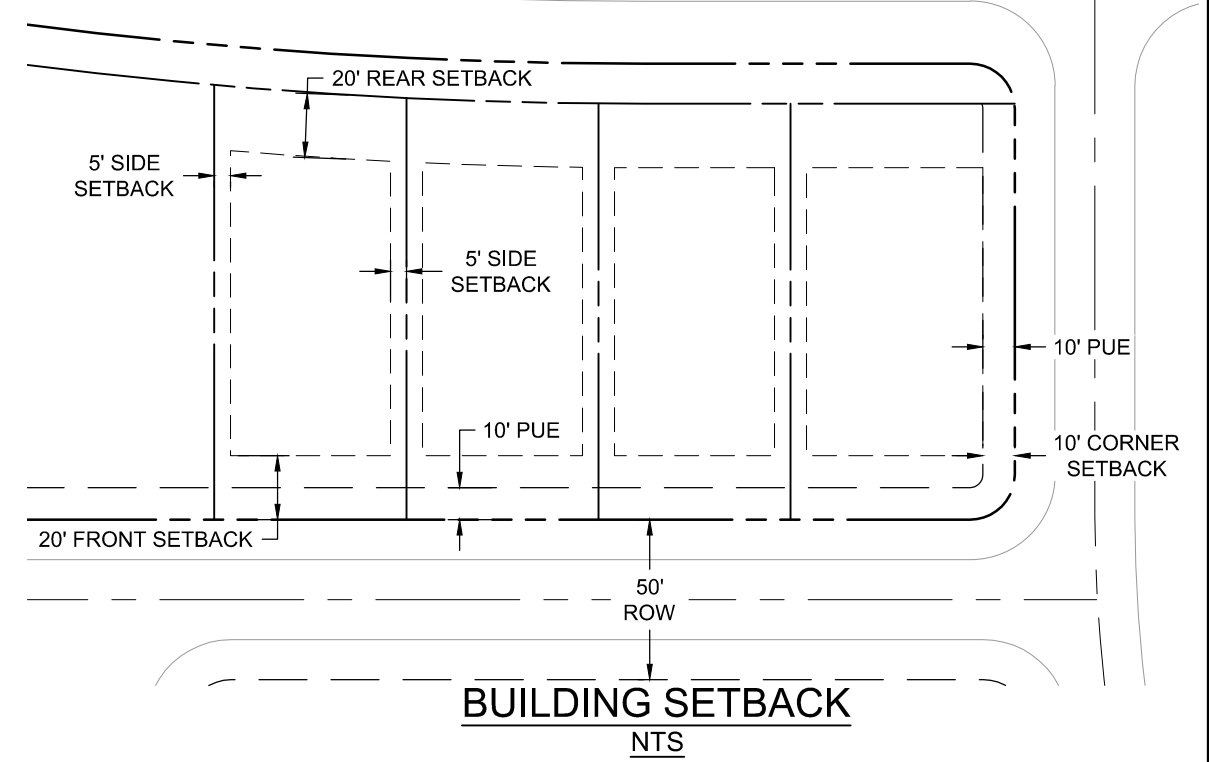 20' REAR SETBACK
5' SIDE
SETBACK
5' SIDE
SETBACK
10' PUE
10' PUE
10' CORNER
SETBACK
20' FRONT SETBACK
50'
ROW
BUILDING SETBACK
NTS